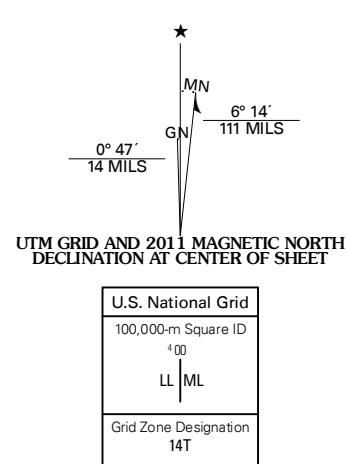 ★
MN
GN
6° 14´
111 MILS
0° 47´
14 MILS
UTM GRID AND 2011 MAGNETIC NORTH
DECLINATION AT CENTER OF SHEET
U.S. National Grid
100,000-m Square ID
⁴00
LL ML
Grid Zone Designation
14T